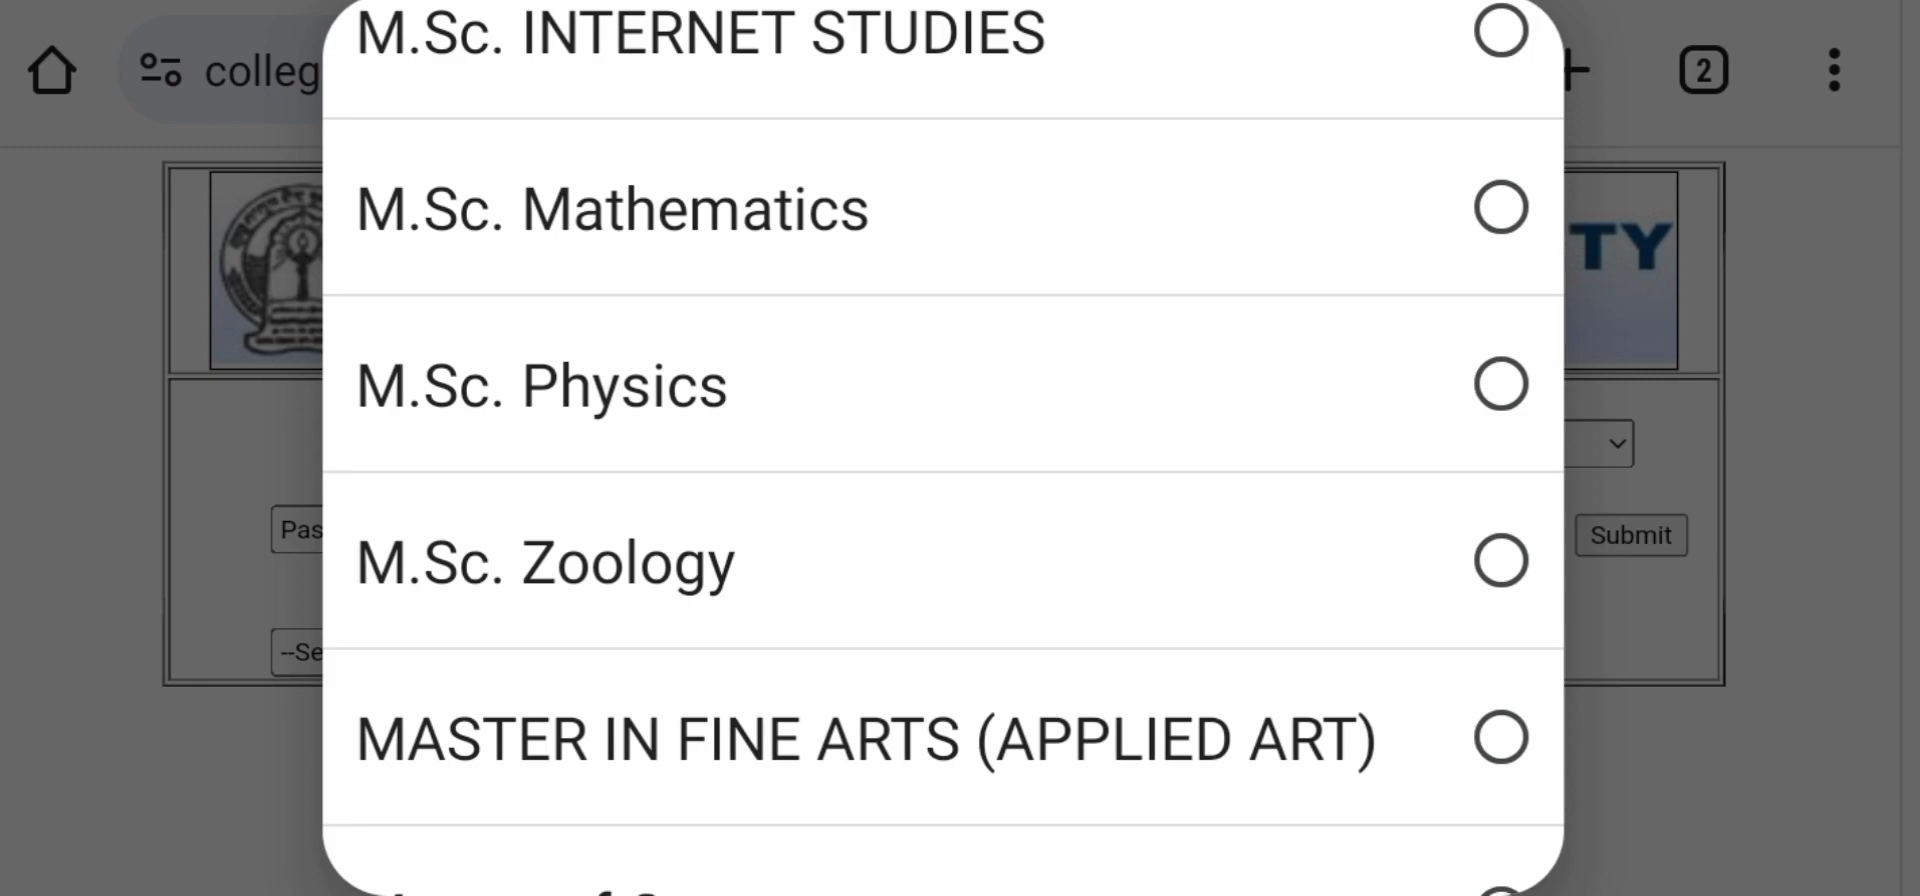 M.Sc. INTERNET STUDIES
colleg
2
M.Sc. Mathematics
TY
M.Sc. Physics
Pas
Submit
M.Sc. Zoology
--Se
MASTER IN FINE ARTS (APPLIED ART)